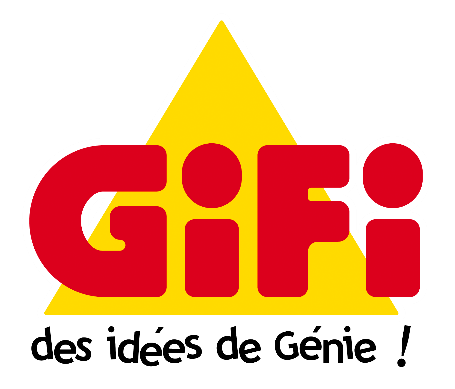 GiFi
des idées de Génie !